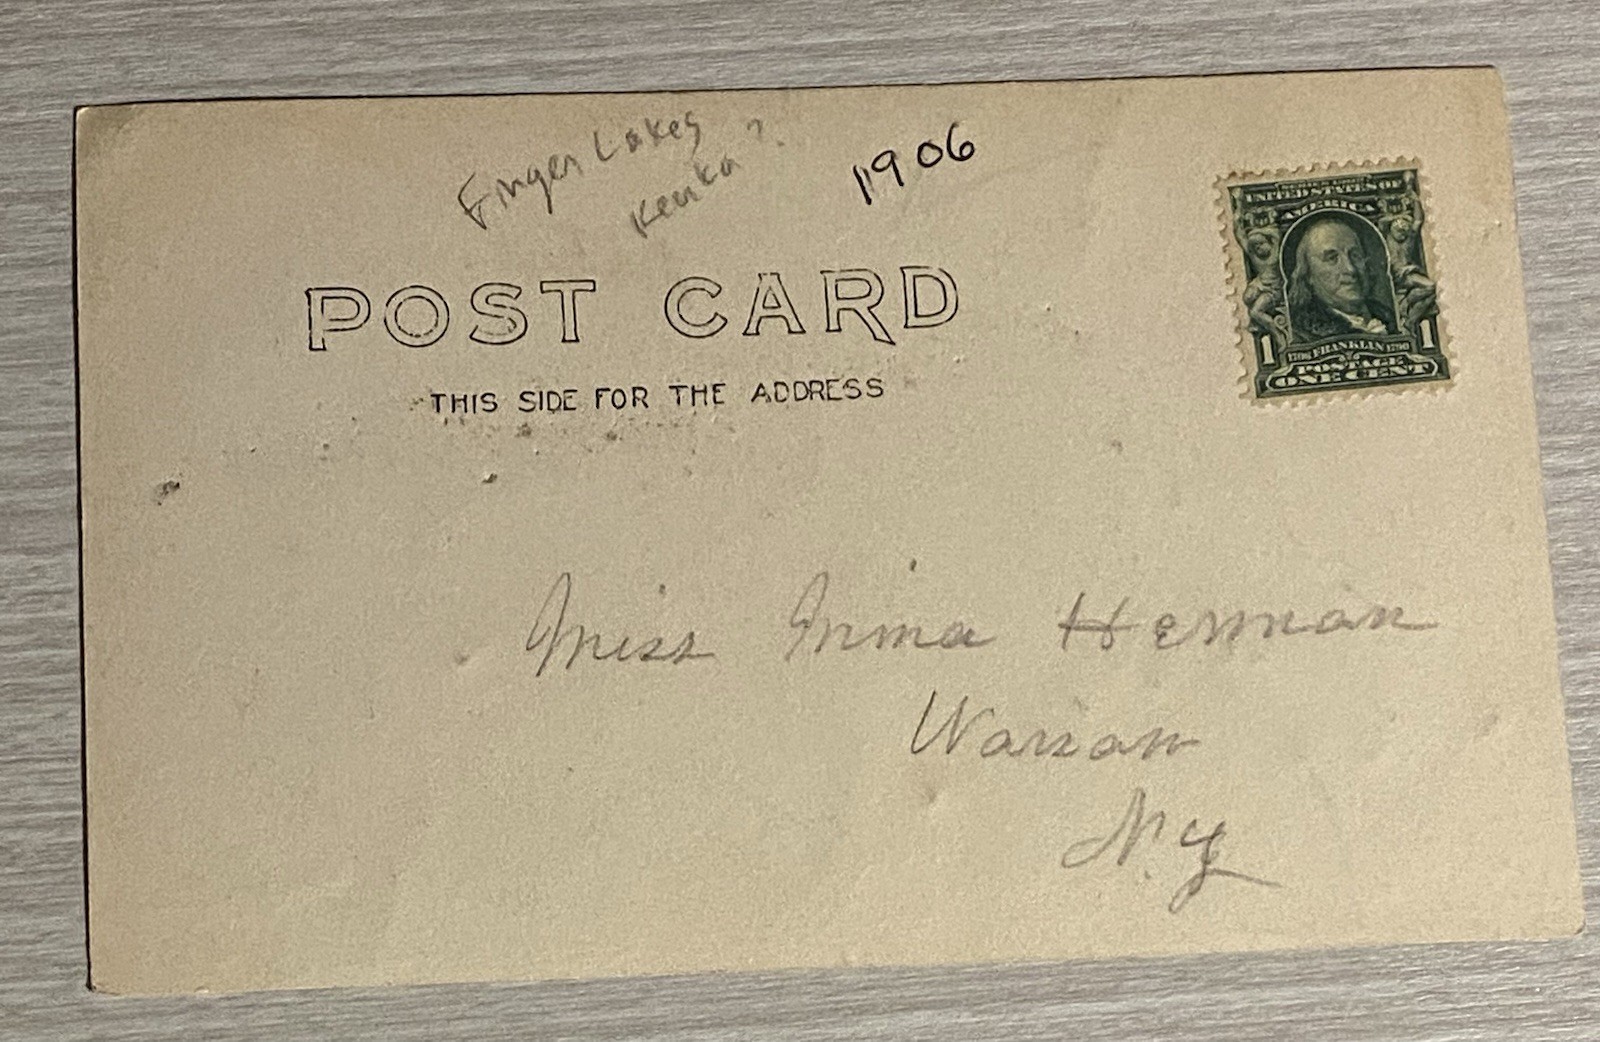 Finger Lakes
Keuka ?
1906
POST CARD
THIS SIDE FOR THE ADDRESS
UNITED STATES OF
AMERICA
1 1
1706 FRANKLIN 1790
POSTAGE
ONE CENT
Miss Irma Herman
Warsaw
N.Y.